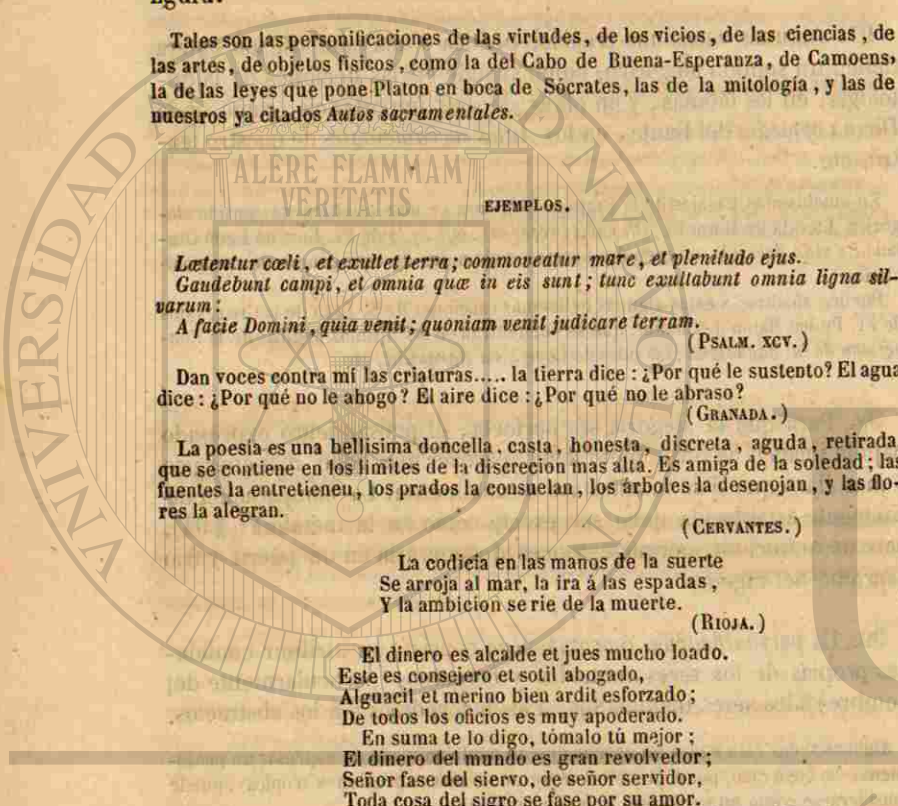 Tales son las personificaciones de las virtudes, de los vicios, de las ciencias, de
las artes, de objetos fisicos, como la del Cabo de Buena-Esperanza, de Camoens,
la de las leyes que pone Platon en boca de Sócrates, las de la mitología, y las de
nuestros ya citados Autos sacramentales.
ALERE FLAMMAM
VERITATIS
EJEMPLOS.
Lætentur cœli, et exultet terra; commoveatur mare, et plenitudo ejus.
Gaudebunt campi, et omnia quæ in eis sunt; tunc exultabunt omnia ligna sil-
varum:
A facie Domini, quia venit; quoniam venit judicare terram.
(PSALM. XCV.)
Dan voces contra mí las criaturas..... la tierra dice: ¿Por qué le sustento? El agua
dice: ¿Por qué no le ahogo? El aire dice: ¿Por qué no le abraso?
(GRANADA.)
La poesia es una bellisima doncella, casta, honesta, discreta, aguda, retirada
que se contiene en los limites de la discrecion mas alta. Es amiga de la soledad; las
fuentes la entretienen, los prados la consuelan, los árboles la desenojan, y las flo-
res la alegran.
(CERVANTES.)
La codicia en las manos de la suerte
Se arroja al mar, la ira á las espadas,
Y la ambicion se rie de la muerte.
(RIOJA.)
El dinero es alcalde et jues mucho loado.
Este es consejero et sotil abogado,
Alguacil et merino bien ardit esforzado;
De todos los oficios es muy apoderado.
En suma te lo digo, tómalo tú mejor;
El dinero del mundo es gran revolvedor;
Señor fase del siervo, de señor servidor,
Toda cosa del sigro se fase por su amor.